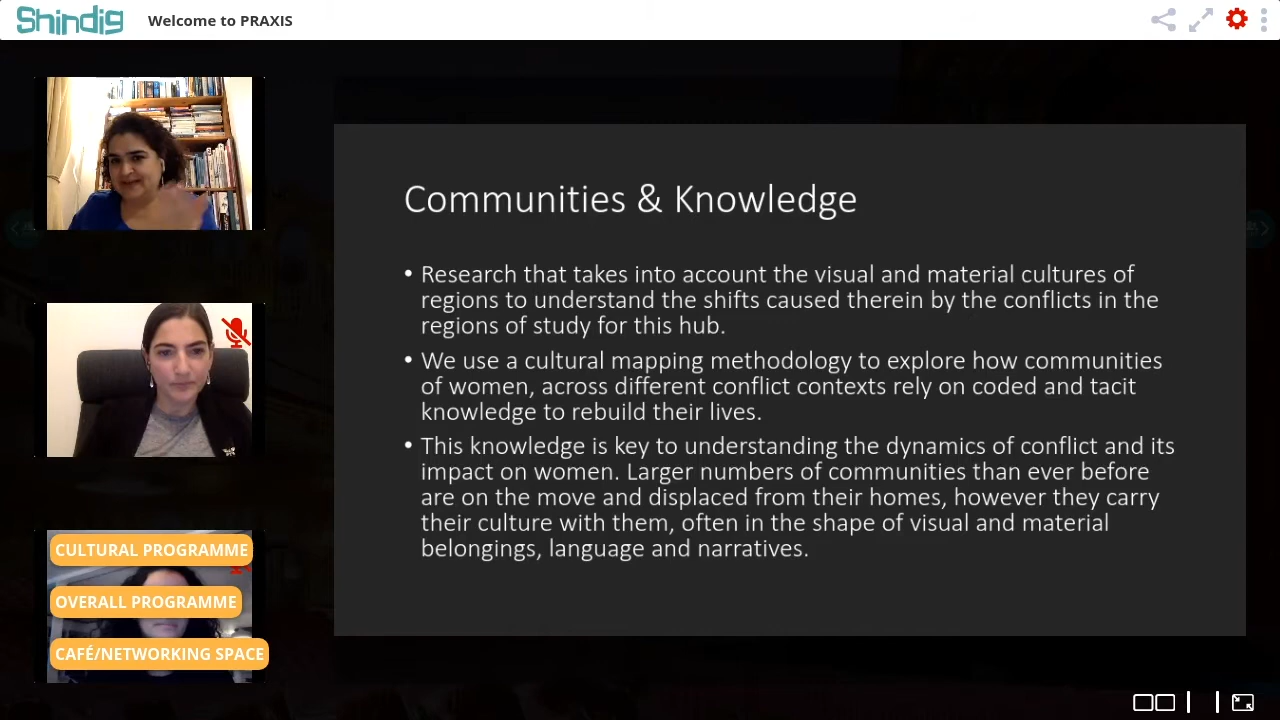 Shindig
Welcome to PRAXIS
Communities & Knowledge
• Research that takes into account the visual and material cultures of
regions to understand the shifts caused therein by the conflicts in the
regions of study for this hub.
• We use a cultural mapping methodology to explore how communities
of women, across different conflict contexts rely on coded and tacit
knowledge to rebuild their lives.
• This knowledge is key to understanding the dynamics of conflict and its
impact on women. Larger numbers of communities than ever before
are on the move and displaced from their homes, however they carry
their culture with them, often in the shape of visual and material
belongings, language and narratives.
CULTURAL PROGRAMME
OVERALL PROGRAMME
CAFÉ/NETWORKING SPACE